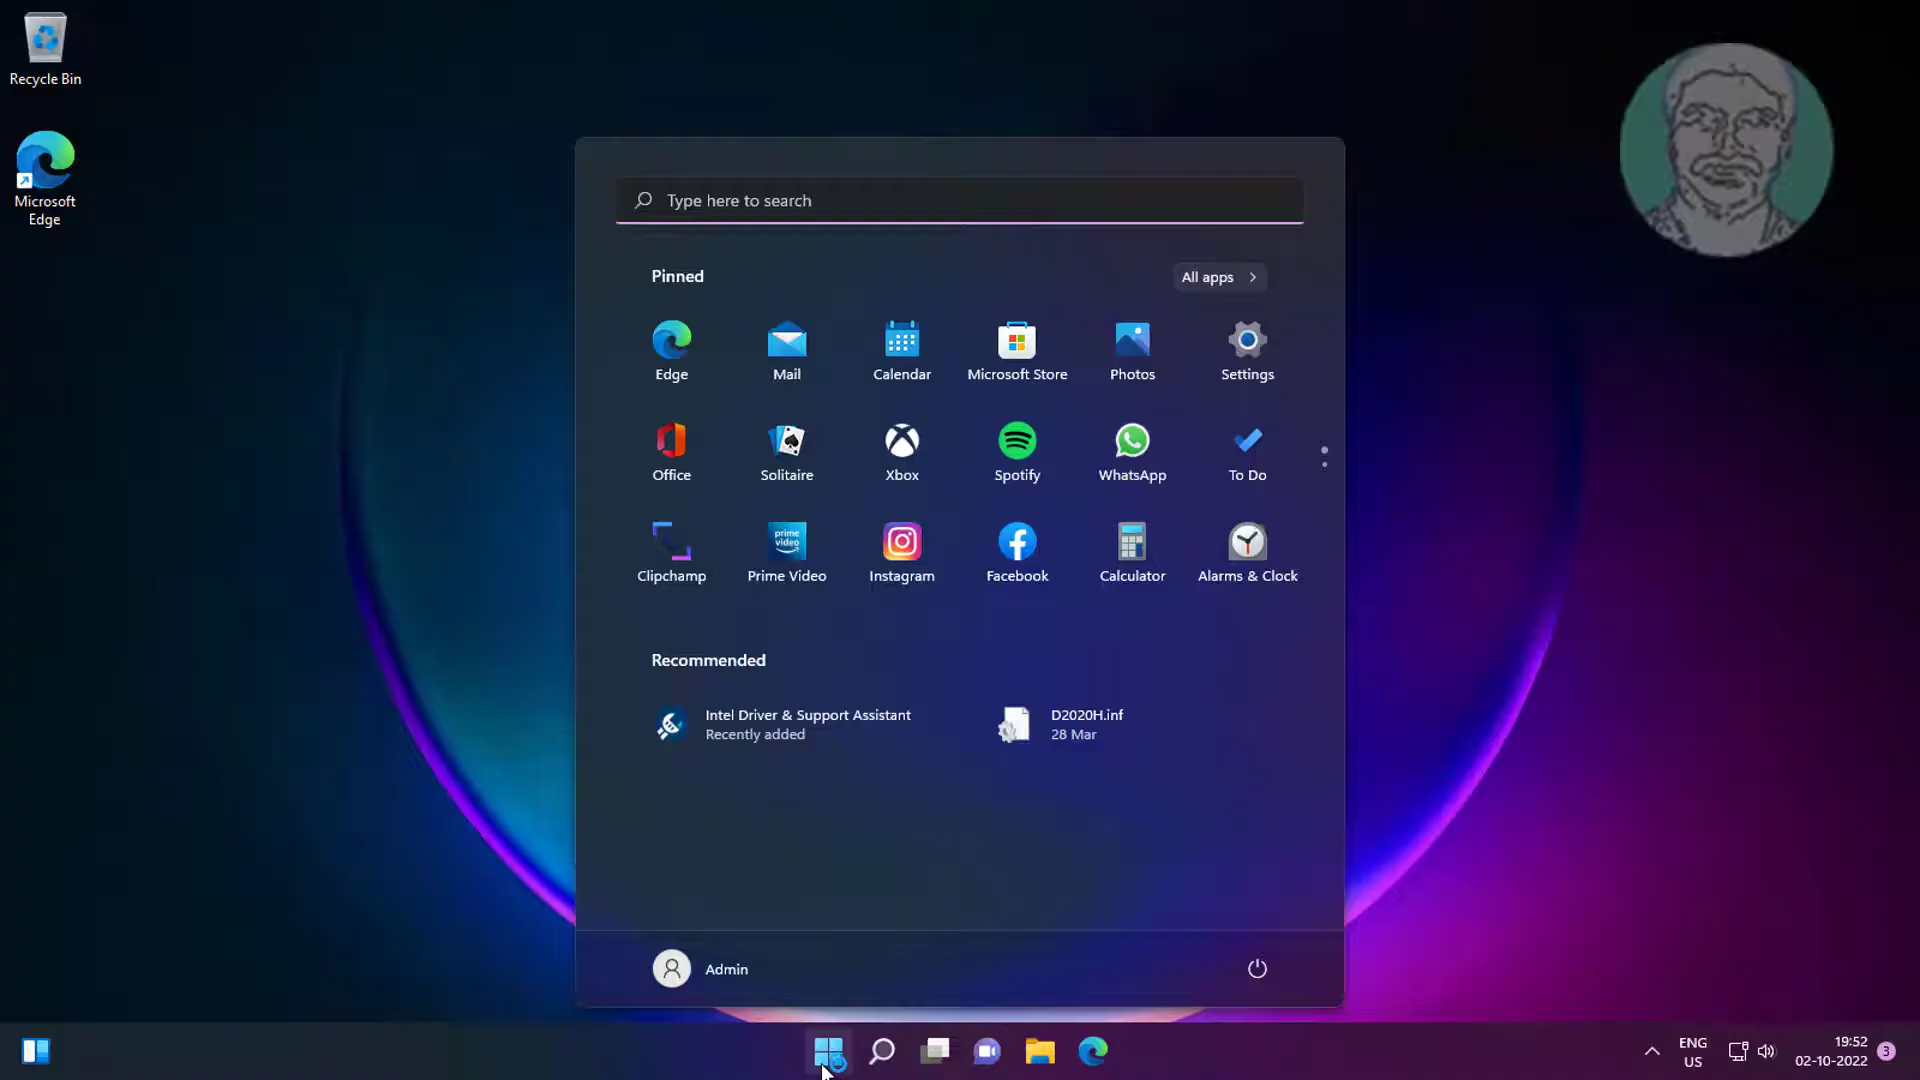 Recycle Bin
Microsoft
Edge
Type here to search
Pinned
All apps
Edge
Mail
Calendar
Microsoft Store
Photos
Settings
Office
Solitaire
Xbox
Spotify
WhatsApp
To Do
prime
video
Clipchamp
Prime Video
Instagram
Facebook
Calculator
Alarms & Clock
Recommended
Intel Driver & Support Assistant
Recently added
D2020H.inf
28 Mar
Admin
ENG
US
19:52
02-10-2022
3